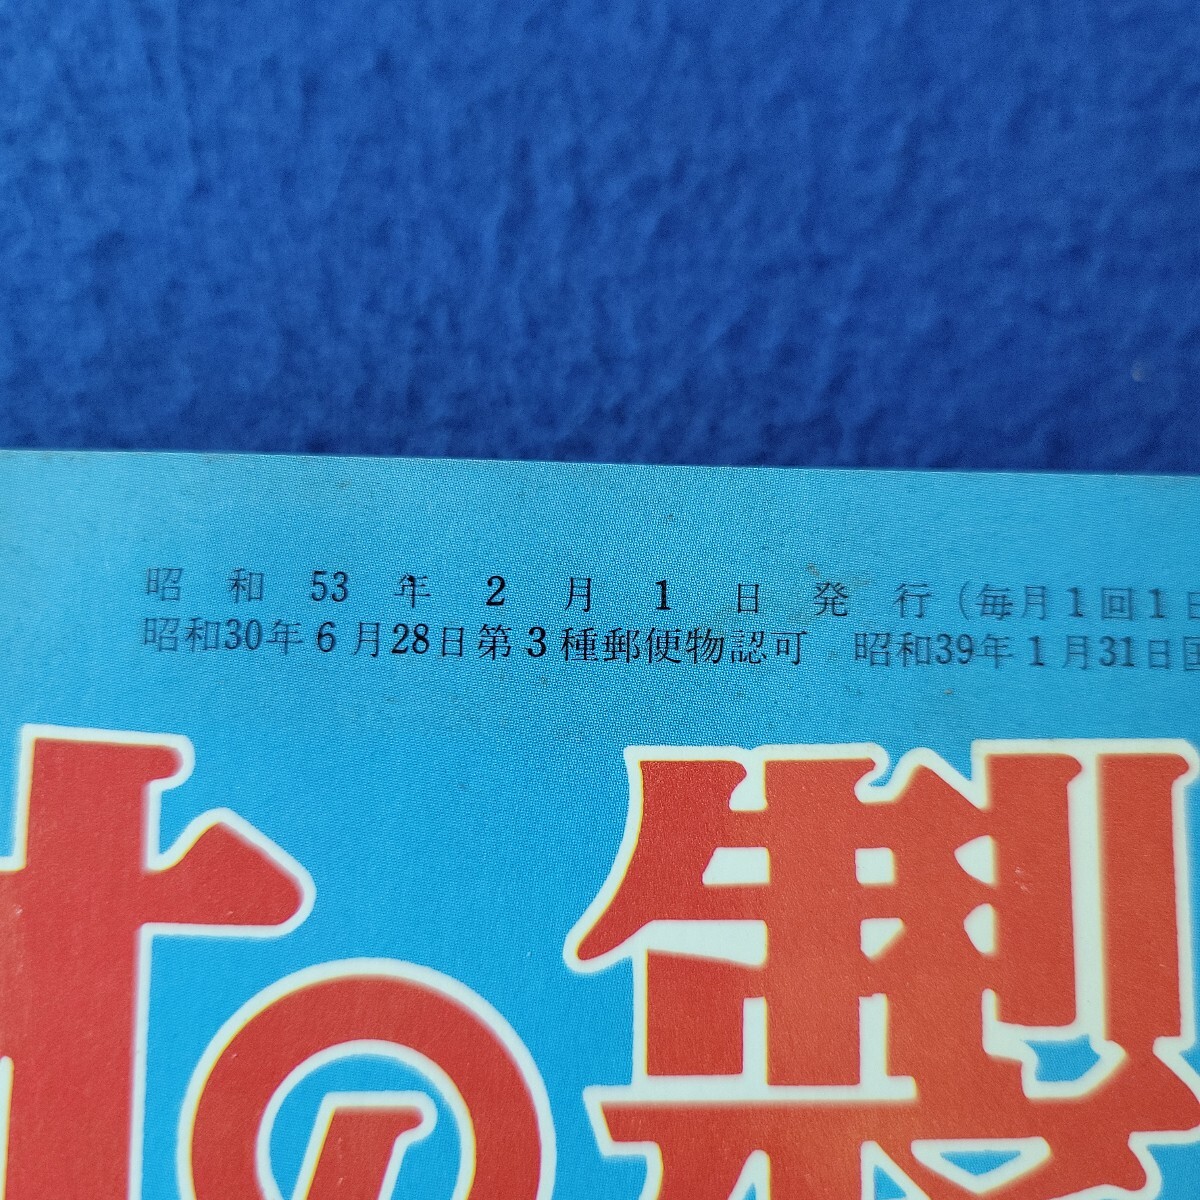 昭和53年2月1日発行(毎月1回1日
昭和30年6月28日第3種郵便物認可 昭和39年1月31日国
の製